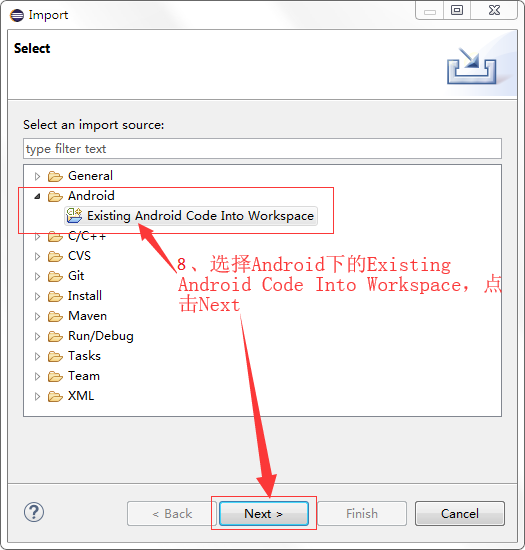 Import
Select
Select an import source:
type filter text
General
Android
Existing Android Code Into Workspace
C/C++
CVS
Git
Install
Maven
Run/Debug
Tasks
Team
XML
8、选择Android下的Existing
Android Code Into Workspace，点
击Next
?
< Back
Next >
Finish
Cancel